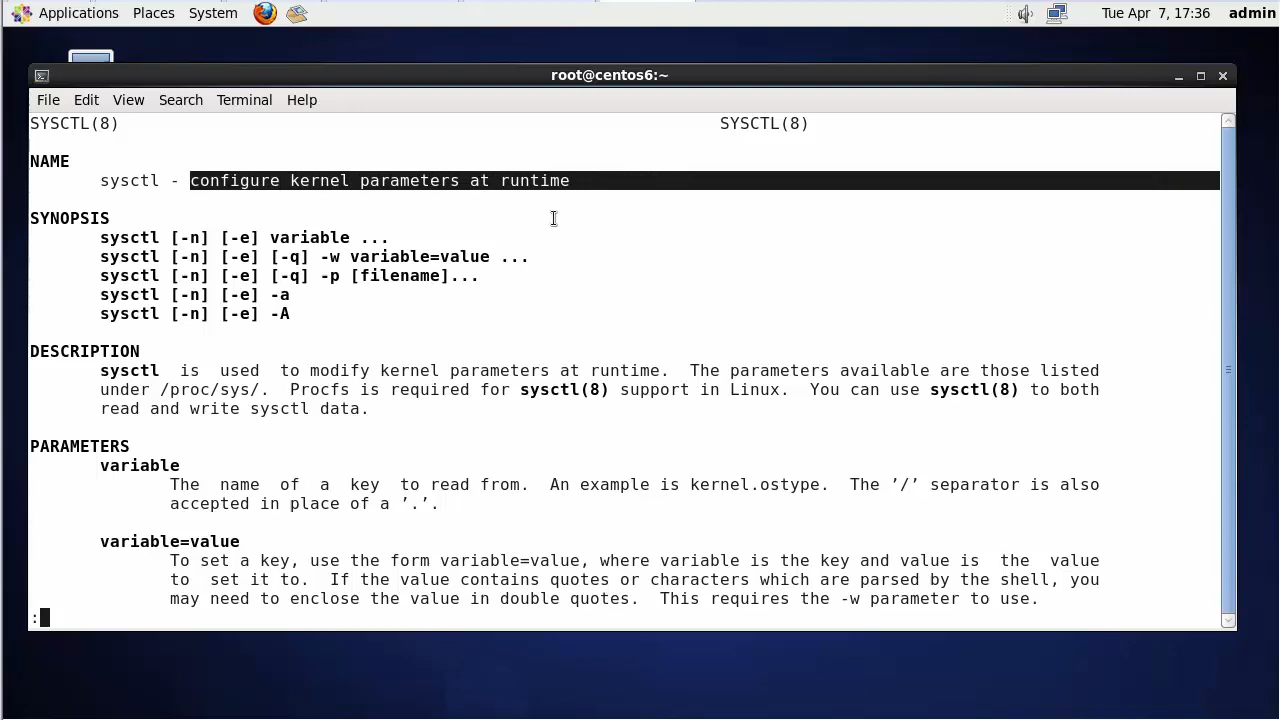 Applications Places System Tue Apr 7, 17:36 admin
root@centos6:~
File Edit View Search Terminal Help
SYSCTL(8) SYSCTL(8)
NAME
sysctl - configure kernel parameters at runtime
SYNOPSIS
sysctl [-n] [-e] variable ...
sysctl [-n] [-e] [-q] -w variable=value ...
sysctl [-n] [-e] [-q] -p [filename]...
sysctl [-n] [-e] -a
sysctl [-n] [-e] -A
DESCRIPTION
sysctl is used to modify kernel parameters at runtime. The parameters available are those listed
under /proc/sys/. Procfs is required for sysctl(8) support in Linux. You can use sysctl(8) to both
read and write sysctl data.
PARAMETERS
variable
The name of a key to read from. An example is kernel.ostype. The ’/’ separator is also
accepted in place of a ’.’.
variable=value
To set a key, use the form variable=value, where variable is the key and value is the value
to set it to. If the value contains quotes or characters which are parsed by the shell, you
may need to enclose the value in double quotes. This requires the -w parameter to use.
: